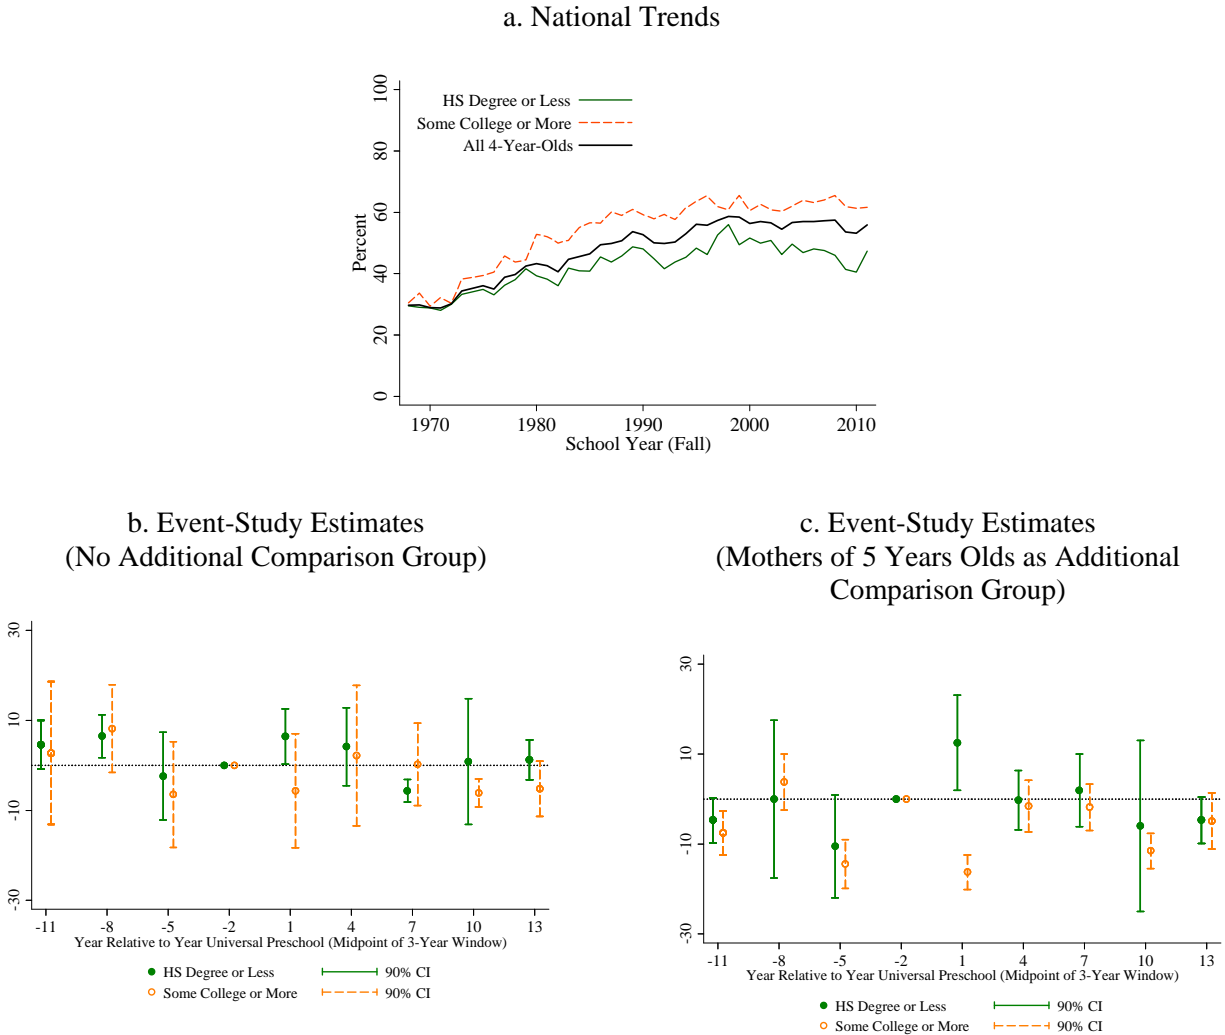 a. National Trends
HS Degree or Less
Some College or More
All 4-Year-Olds
Percent
100
80
60
40
20
0
1970 1980 1990 2000 2010
School Year (Fall)
b. Event-Study Estimates
(No Additional Comparison Group)
30
10
-10
-30
-11 -8 -5 -2 1 4 7 10 13
Year Relative to Year Universal Preschool (Midpoint of 3-Year Window)
HS Degree or Less 90% CI
Some College or More 90% CI
c. Event-Study Estimates
(Mothers of 5 Years Olds as Additional
Comparison Group)
30
10
-10
-30
-11 -8 -5 -2 1 4 7 10 13
Year Relative to Year Universal Preschool (Midpoint of 3-Year Window)
HS Degree or Less 90% CI
Some College or More 90% CI